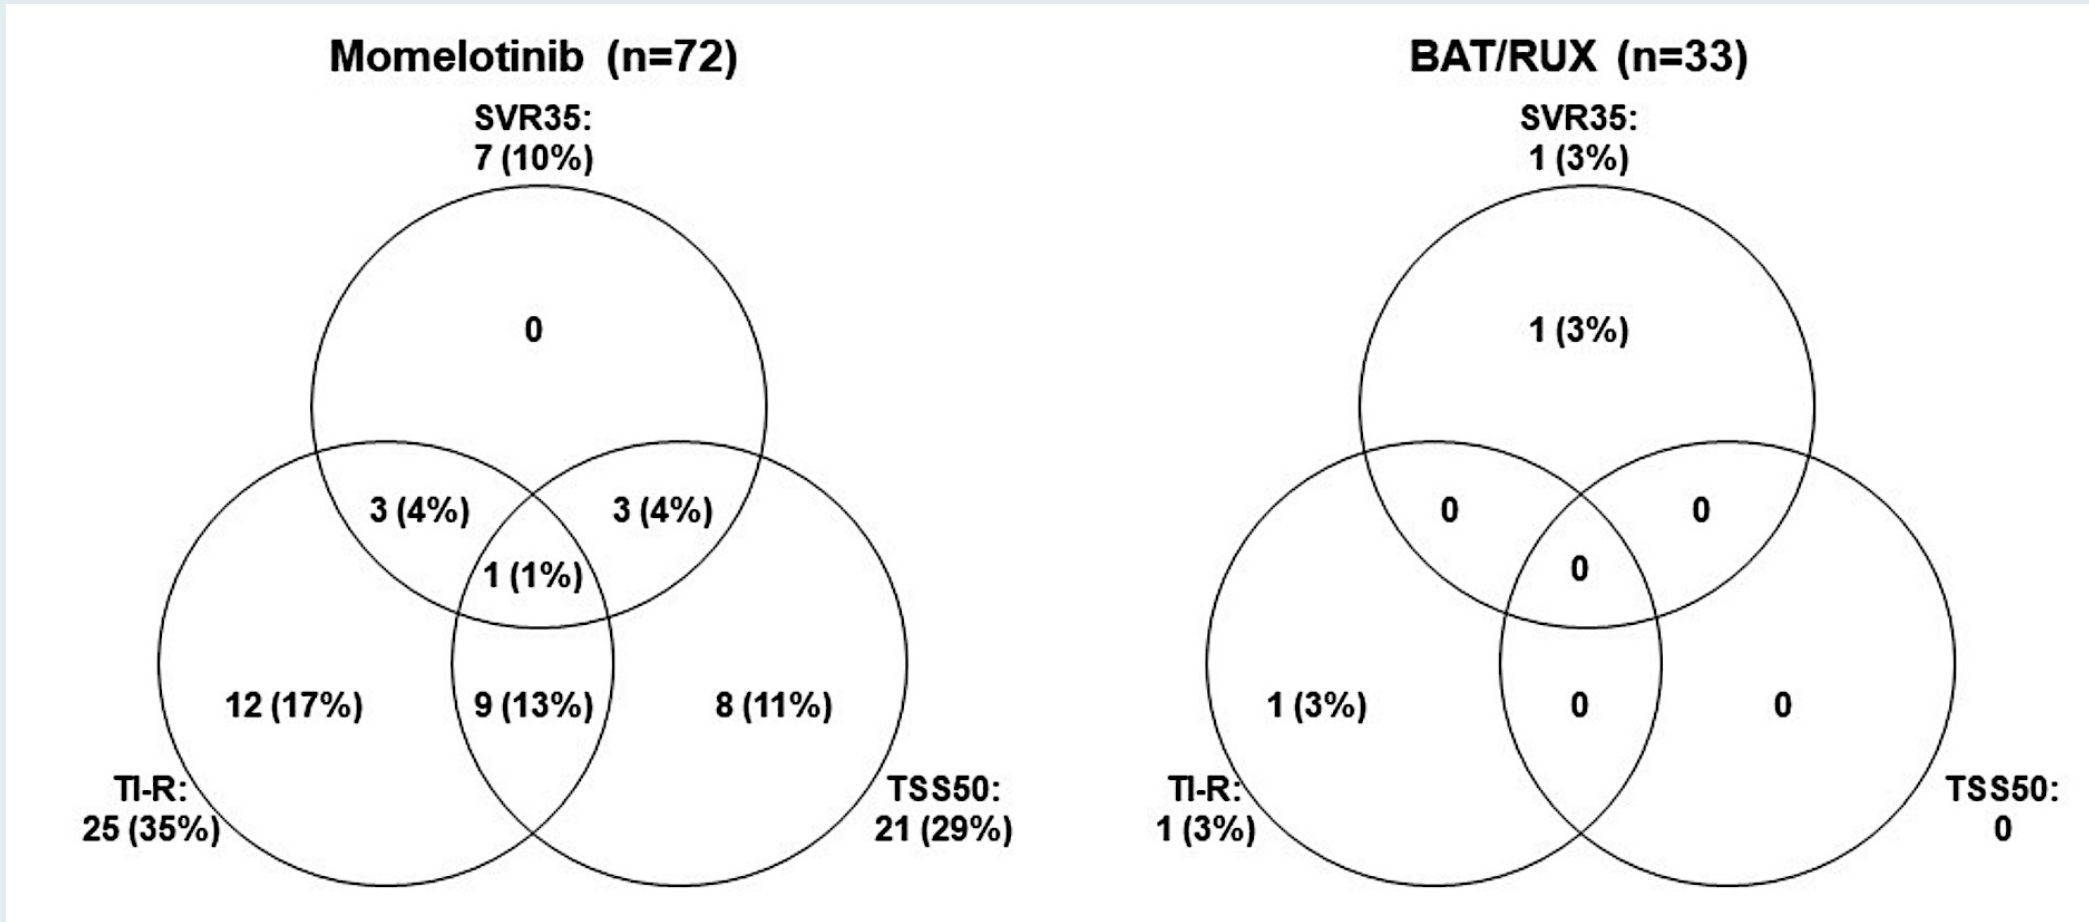 Momelotinib (n=72)
SVR35:
7 (10%)
0
3 (4%)
3 (4%)
1 (1%)
12 (17%)
9 (13%)
8 (11%)
TI-R:
25 (35%)
TSS50:
21 (29%)
BAT/RUX (n=33)
SVR35:
1 (3%)
1 (3%)
0
0
0
1 (3%)
0
0
TI-R:
1 (3%)
TSS50:
0